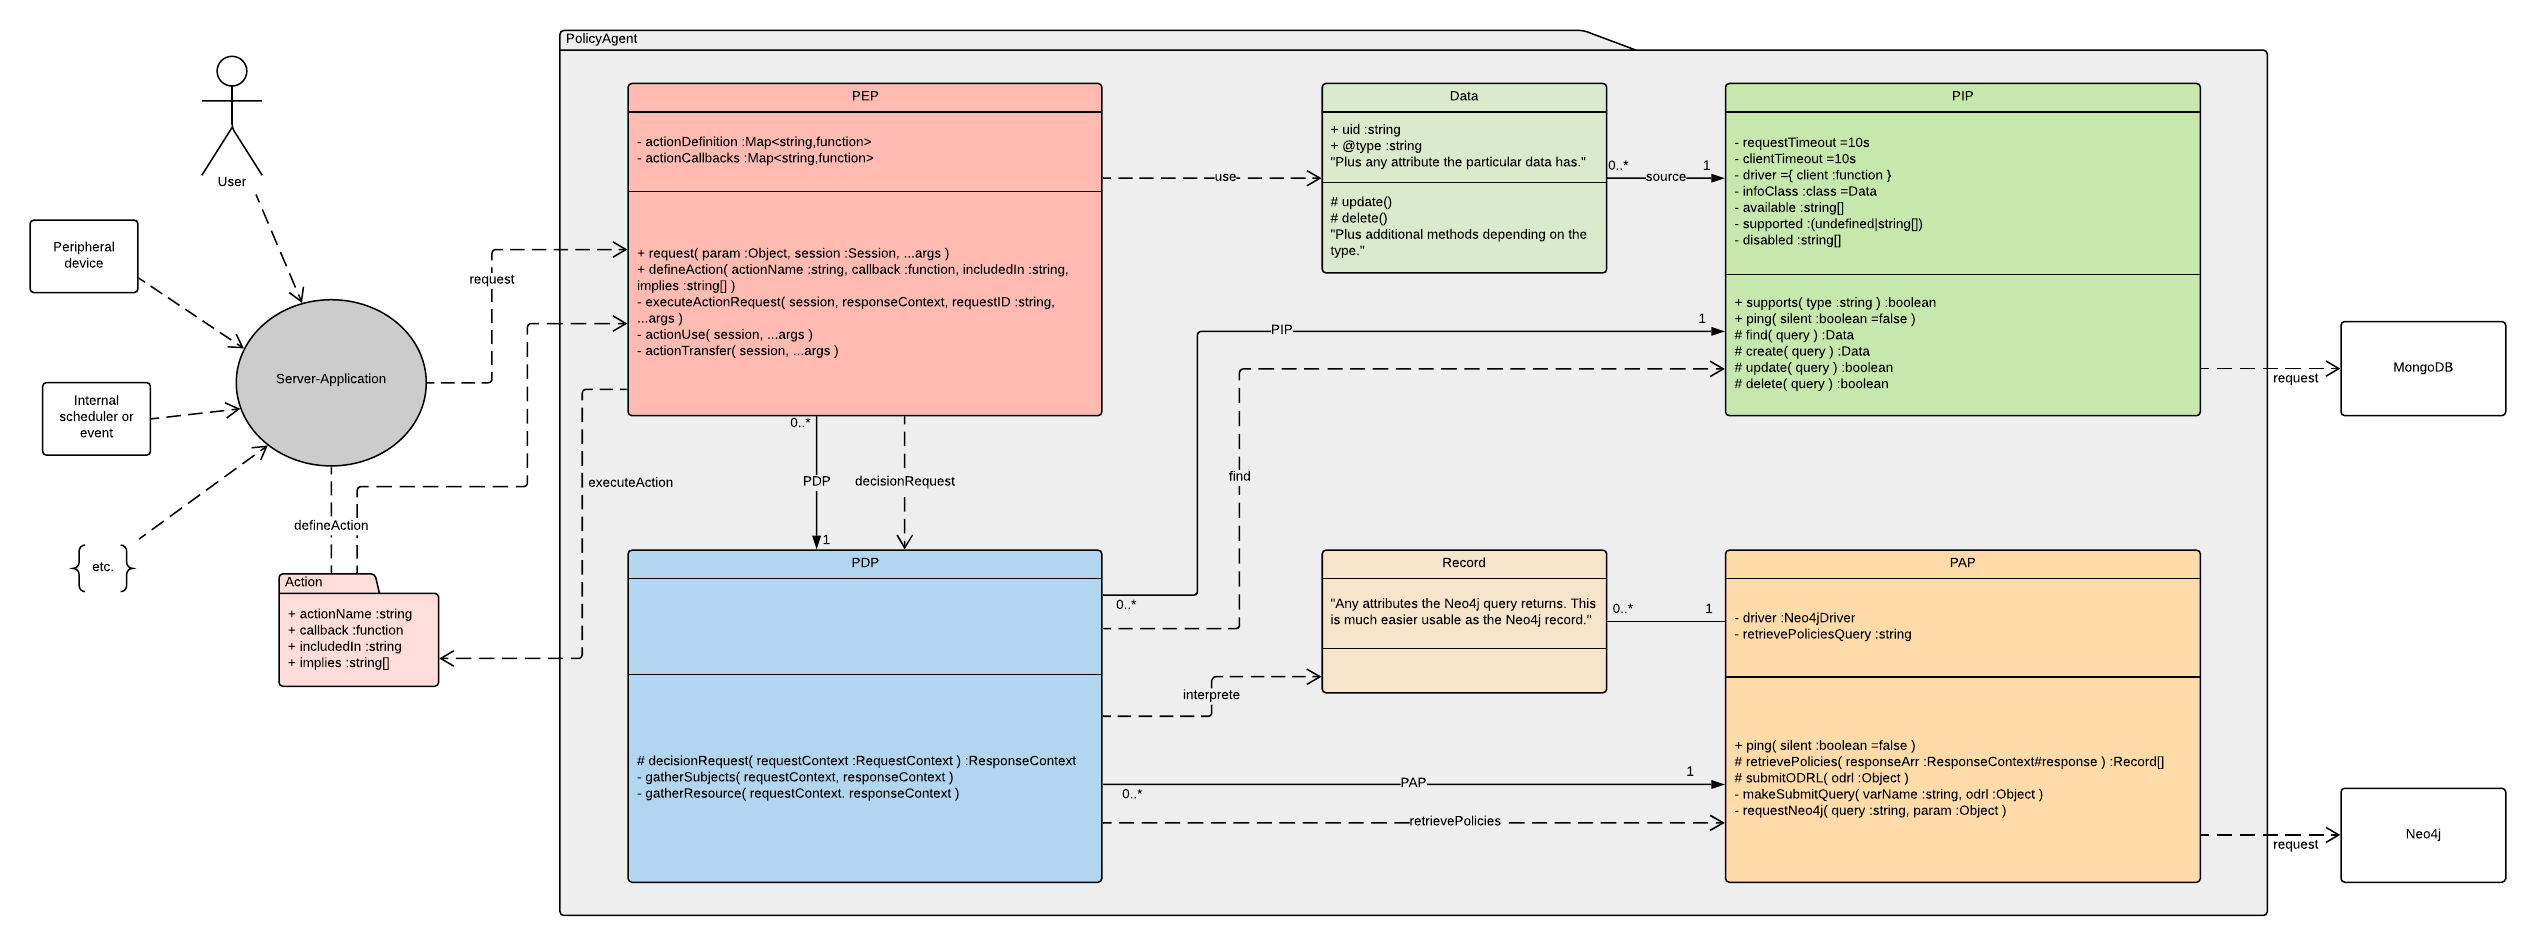 PolicyAgent
User
Peripheral
device
Internal
scheduler or
event
etc.
Server-Application
request
defineAction
executeAction
Action
+ actionName :string
+ callback :function
+ includedIn :string
+ implies :string[]
PEP
- actionDefinition :Map<string,function>
- actionCallbacks :Map<string,function>
+ request( param :Object, session :Session, ...args )
+ defineAction( actionName :string, callback :function, includedIn :string,
implies :string[] )
- executeActionRequest( session, responseContext, requestID :string,
...args )
- actionUse( session, ...args )
- actionTransfer( session, ...args )
use
Data
+ uid :string
+ @type :string
"Plus any attribute the particular data has."
# update()
# delete()
"Plus additional methods depending on the
type."
0..*
source
1
PIP
- requestTimeout =10s
- clientTimeout =10s
- driver ={ client :function }
- infoClass :class =Data
- available :string[]
- supported :(undefined|string[])
- disabled :string[]
+ supports( type :string ) :boolean
+ ping( silent :boolean =false )
# find( query ) :Data
# create( query ) :Data
# update( query ) :boolean
# delete( query ) :boolean
request
MongoDB
0..*
PDP
1
decisionRequest
PIP
1
0..*
find
PDP
# decisionRequest( requestContext :RequestContext ) :ResponseContext
- gatherSubjects( requestContext, responseContext )
- gatherResource( requestContext. responseContext )
interprete
Record
"Any attributes the Neo4j query returns. This
is much easier usable as the Neo4j record."
0..*
1
PAP
0..*
1
retrievePolicies
PAP
- driver :Neo4jDriver
- retrievePoliciesQuery :string
+ ping( silent :boolean =false )
# retrievePolicies( responseArr :ResponseContext#response ) :Record[]
# submitODRL( odrl :Object )
- makeSubmitQuery( varName :string, odrl :Object )
- requestNeo4j( query :string, param :Object )
request
Neo4j